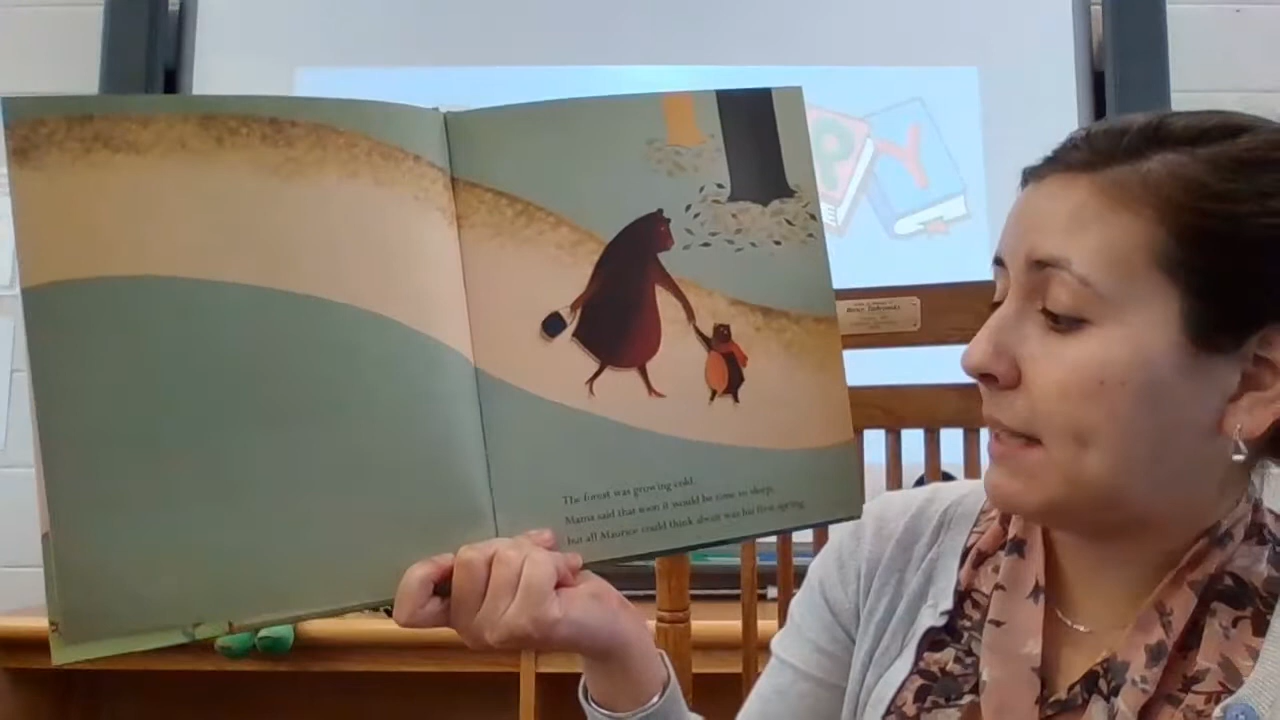 P Y
E
The forest was growing cold.
Mama said that soon it would be time to sleep,
but all Maurice could think about was his first spring.